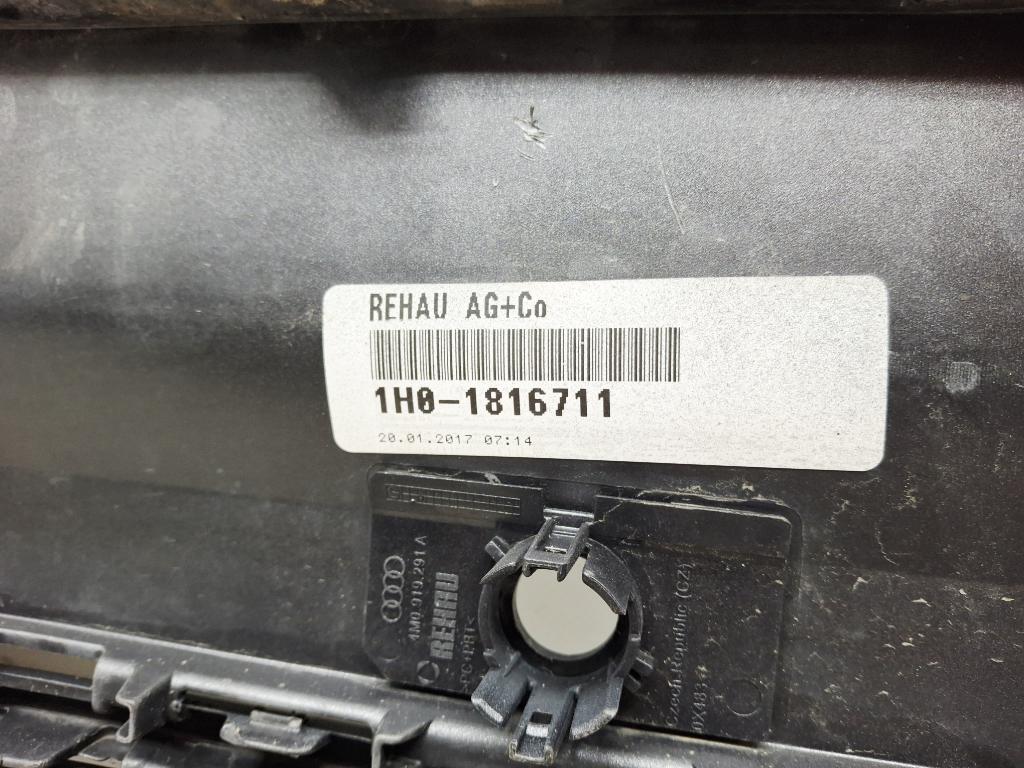 REHAU AG+Co
1H0-1816711
20.01.2017 07:14
4M0.919.291 A
REHAU
Czech Republic (CZ)